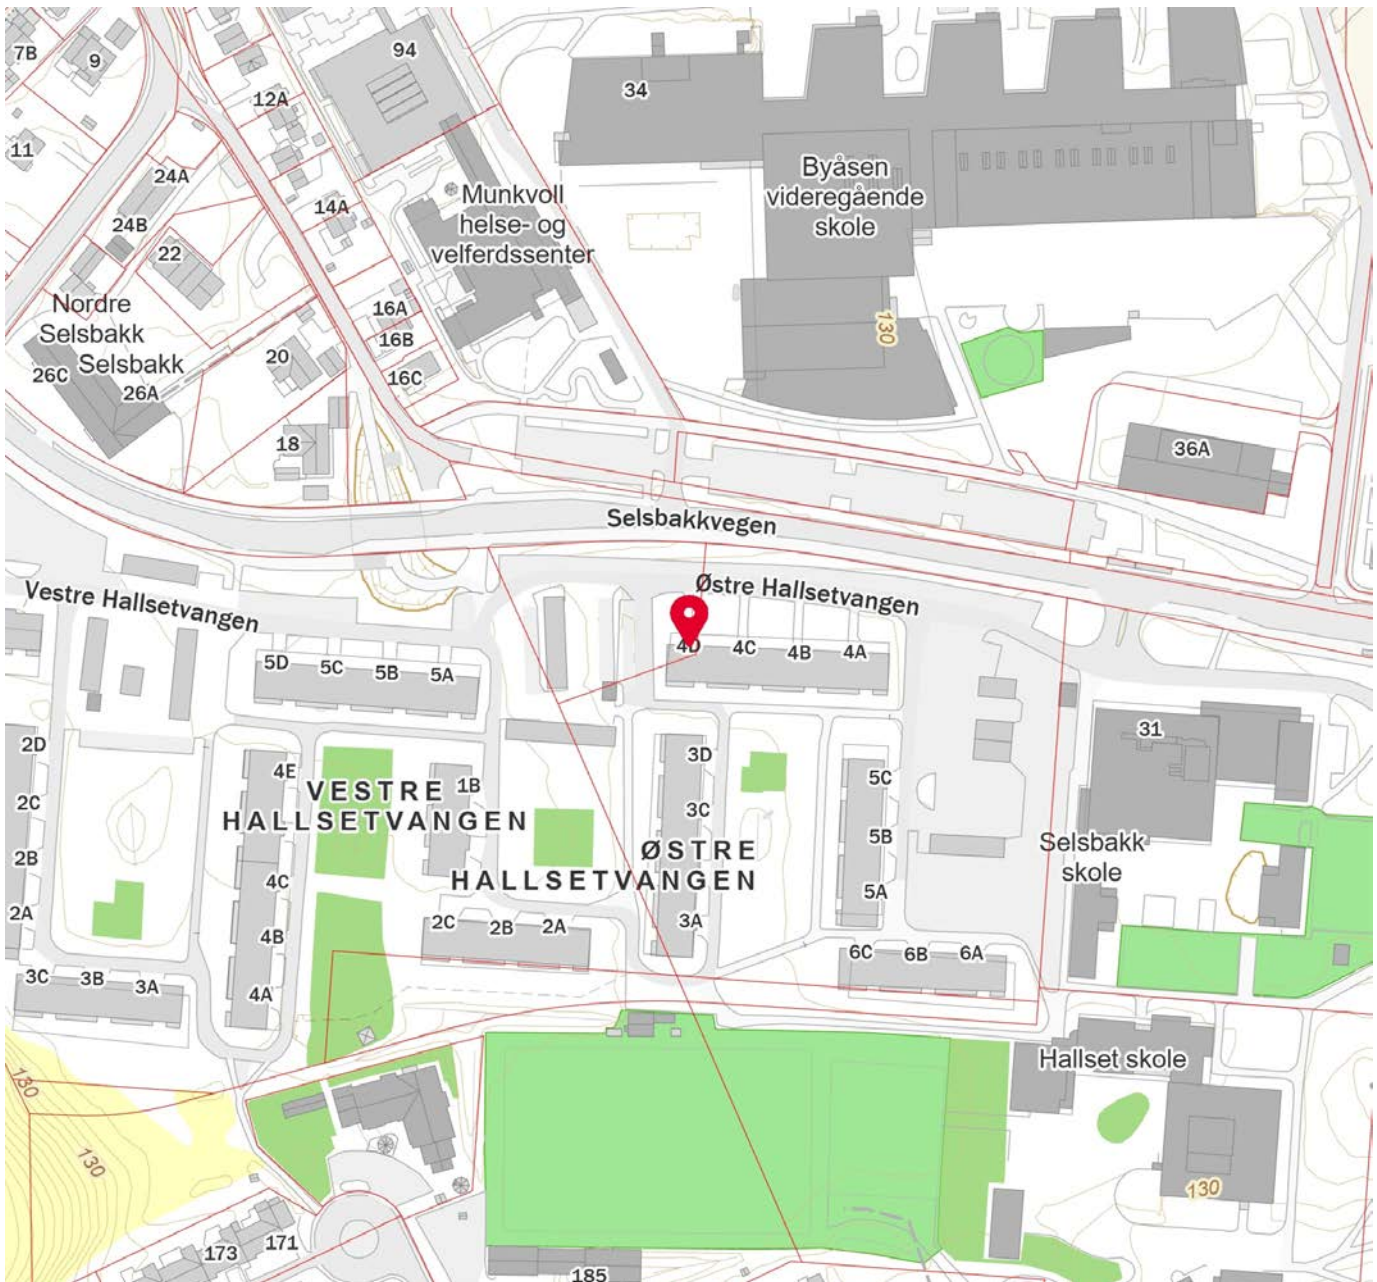 7B
9
94
34
12A
11
24A
14A
24B
22
Munkvoll
helse- og
velferdssenter
Byåsen
videregående
skole
Nordre
Selsbakk
Selsbakk
16A
16B
16C
20
26C
26A
18
130
36A
Selsbakkvegen
Vestre Hallsetvangen
Østre Hallsetvangen
4D
4C
4B
4A
5D
5C
5B
5A
2D
2C
2B
2A
4E
VESTRE
HALLSETVANGEN
1B
3D
3C
5C
5B
5A
31
ØSTRE
HALLSETVANGEN
Selsbakk
skole
4C
4B
4A
2C
2B
2A
3A
6C
6B
6A
3C
3B
3A
Hallset skole
130
130
130
173
171
185